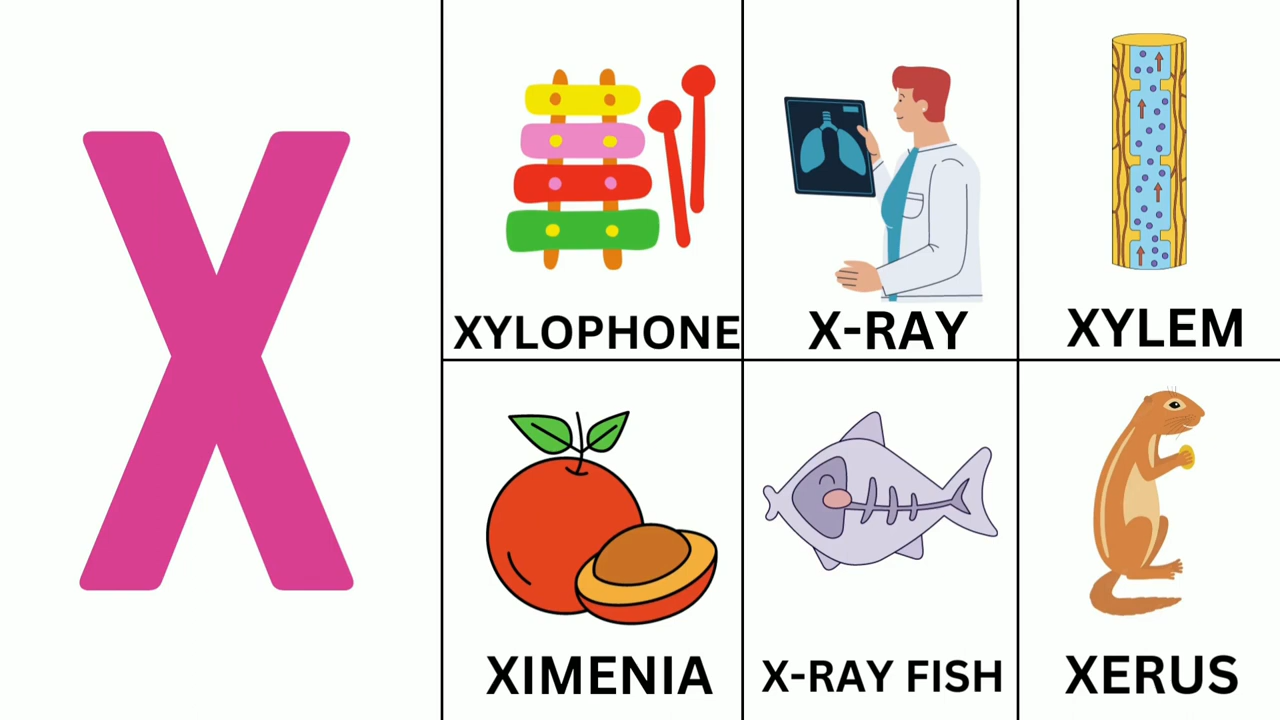 X
XYLOPHONE
X-RAY
XYLEM
XIMENIA
X-RAY FISH
XERUS